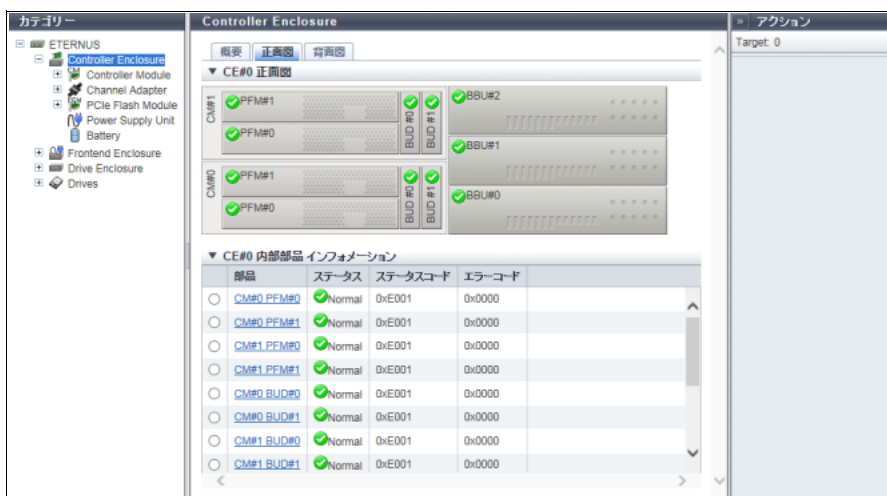 カテゴリー
ETERNUS
Controller Enclosure
Controller Module
Channel Adapter
PCIe Flash Module
Power Supply Unit
Battery
Frontend Enclosure
Drive Enclosure
Drives
Controller Enclosure
概要 正面図 背面図
▼ CE#0 正面図
CM#1
PFM#1
PFM#0
BUD #0
BUD #1
CM#0
PFM#1
PFM#0
BUD #0
BUD #1
BBU#2
BBU#1
BBU#0
▼ CE#0 内部部品 インフォメーション
部品 ステータス ステータスコード エラーコード
CM#0 PFM#0 Normal 0xE001 0x0000
CM#0 PFM#1 Normal 0xE001 0x0000
CM#1 PFM#0 Normal 0xE001 0x0000
CM#1 PFM#1 Normal 0xE001 0x0000
CM#0 BUD#0 Normal 0xE001 0x0000
CM#0 BUD#1 Normal 0xE001 0x0000
CM#1 BUD#0 Normal 0xE001 0x0000
CM#1 BUD#1 Normal 0xE001 0x0000
» アクション
Target: 0